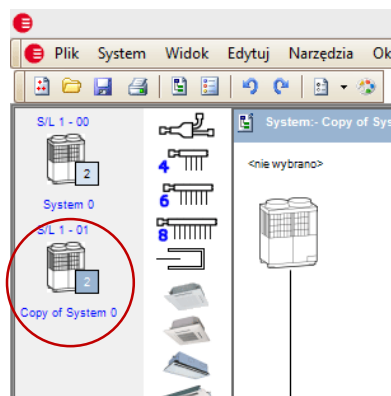 Plik System Widok Edytuj Narzędzia Ok
S/L 1 - 00
2
System 0
S/L 1 - 01
2
Copy of System 0
4
6
8
System:- Copy of Sys
<nie wybrano>